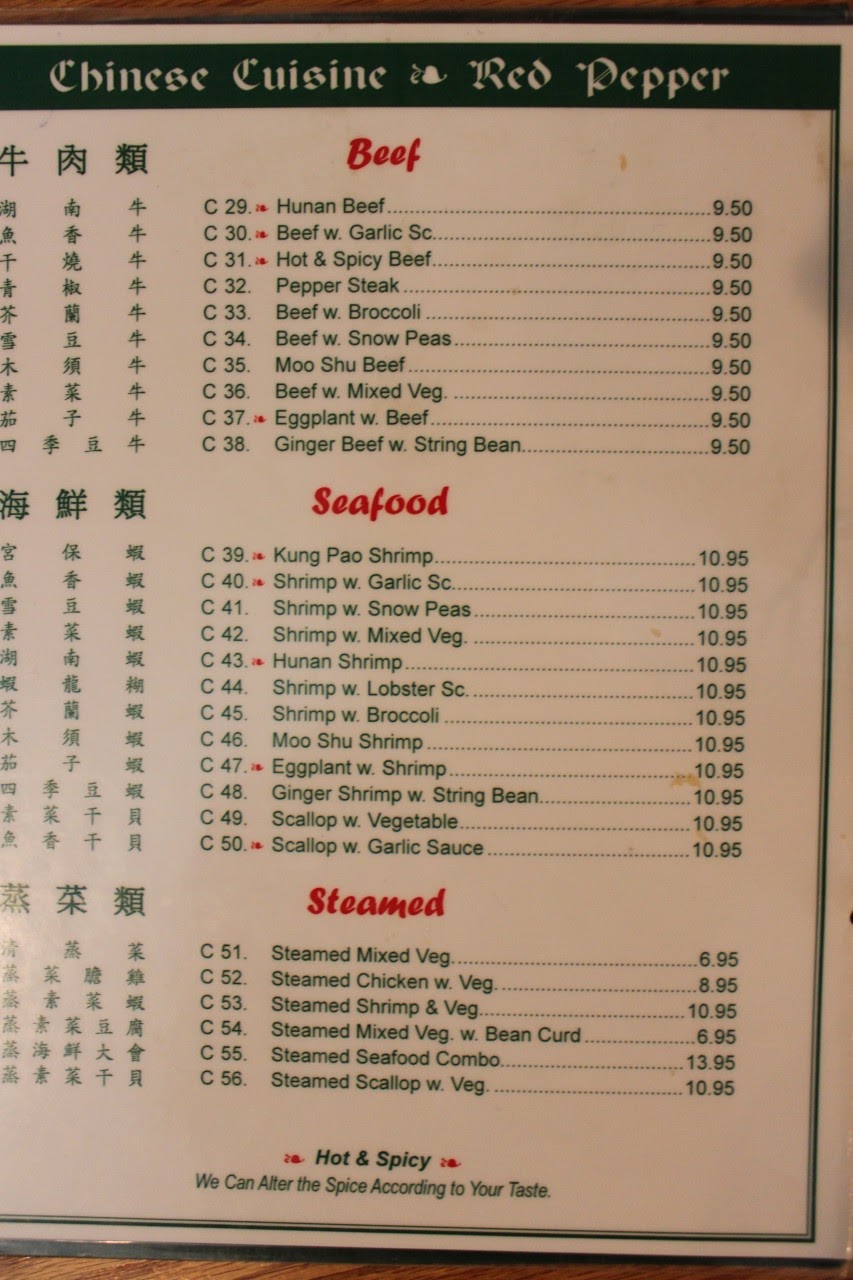 Chinese Cuisine Red Pepper
牛肉類 Beef
湖南牛 C 29. Hunan Beef 9.50
魚香牛 C 30. Beef w. Garlic Sc. 9.50
干燒牛 C 31. Hot & Spicy Beef 9.50
青椒牛 C 32. Pepper Steak 9.50
芥蘭牛 C 33. Beef w. Broccoli 9.50
雪豆牛 C 34. Beef w. Snow Peas 9.50
木須牛 C 35. Moo Shu Beef 9.50
素菜牛 C 36. Beef w. Mixed Veg. 9.50
茄子牛 C 37. Eggplant w. Beef 9.50
四季豆牛 C 38. Ginger Beef w. String Bean 9.50
海鮮類 Seafood
宮保蝦 C 39. Kung Pao Shrimp 10.95
魚香蝦 C 40. Shrimp w. Garlic Sc. 10.95
雪豆蝦 C 41. Shrimp w. Snow Peas 10.95
素菜蝦 C 42. Shrimp w. Mixed Veg. 10.95
湖南蝦 C 43. Hunan Shrimp 10.95
蝦龍糊 C 44. Shrimp w. Lobster Sc. 10.95
芥蘭蝦 C 45. Shrimp w. Broccoli 10.95
木須蝦 C 46. Moo Shu Shrimp 10.95
茄子蝦 C 47. Eggplant w. Shrimp 10.95
四季豆蝦 C 48. Ginger Shrimp w. String Bean 10.95
素菜干貝 C 49. Scallop w. Vegetable 10.95
魚香干貝 C 50. Scallop w. Garlic Sauce 10.95
蒸菜類 Steamed
清蒸菜 C 51. Steamed Mixed Veg. 6.95
蒸菜膽雞 C 52. Steamed Chicken w. Veg. 8.95
蒸素菜蝦 C 53. Steamed Shrimp & Veg. 10.95
蒸素菜豆腐 C 54. Steamed Mixed Veg. w. Bean Curd 6.95
蒸海鮮大會 C 55. Steamed Seafood Combo 13.95
蒸素菜干貝 C 56. Steamed Scallop w. Veg. 10.95
Hot & Spicy
We Can Alter the Spice According to Your Taste.